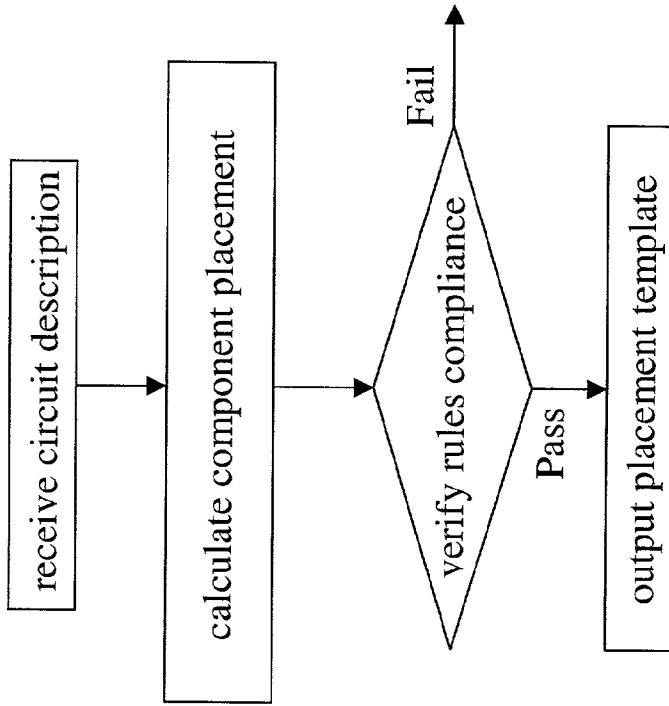 receive circuit description
calculate component placement
verify rules compliance
Fail
Pass
output placement template